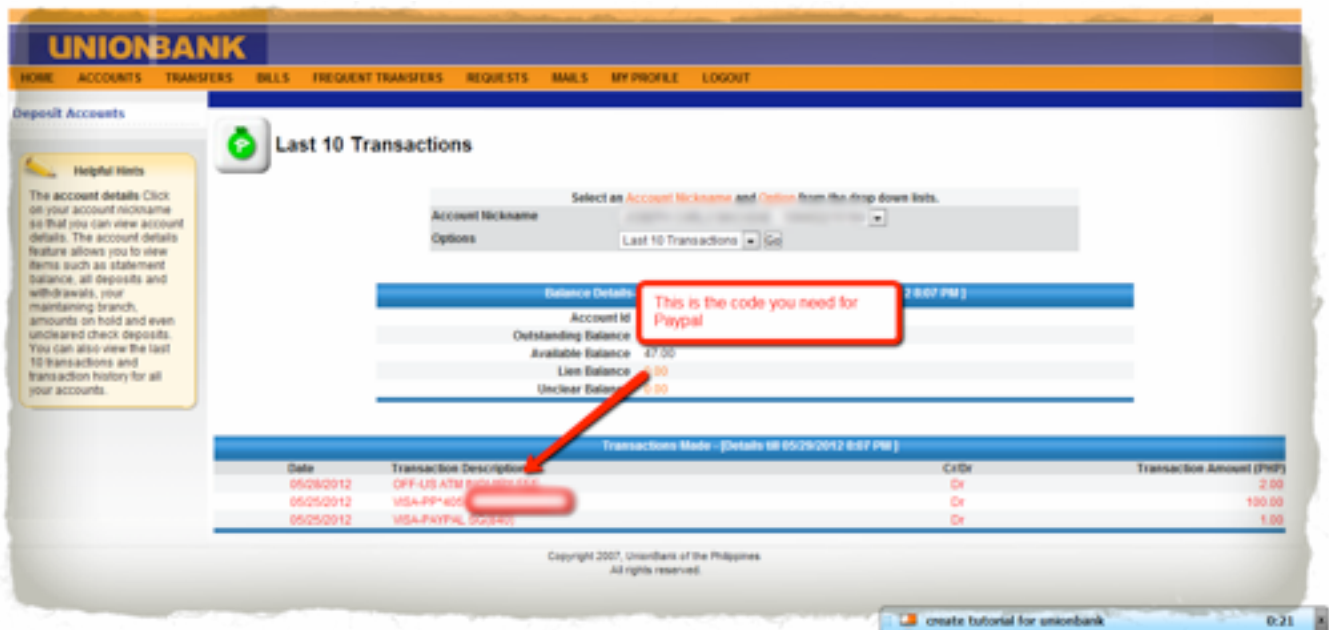 UNIONBANK
HOME ACCOUNTS TRANSFERS BILLS FREQUENT TRANSFERS REQUESTS MAILS MY PROFILE LOGOUT
Deposit Accounts
Last 10 Transactions
Helpful Hints
The account details Click
on your account nickname
so that you can view account
details. The account details
feature allows you to view
items such as statement
balance, all deposits and
withdrawals, your
maintaining branch,
amounts on hold and even
uncleared check deposits.
You can also view the last
10 transactions and
transaction history for all
your accounts.
Select an Account Nickname and Option from the drop down lists.
Account Nickname
Options Last 10 Transactions Go
Balance Details 2 8:07 PM ]
This is the code you need for
Paypal
Account Id
Outstanding Balance
Available Balance 47.00
Lien Balance 0.00
Unclear Balance 0.00
Transactions Made - [Details till 05/29/2012 8:07 PM ]
Date Transaction Description Cr/Dr Transaction Amount (PHP)
05/28/2012 OFF-US ATM Dr 2.00
05/25/2012 VISA-PP*405 Dr 100.00
05/25/2012 VISA-PAYPAL SG(840) Dr 1.00
Copyright 2007, UnionBank of the Philippines
All rights reserved.
create tutorial for unionbank 0:21